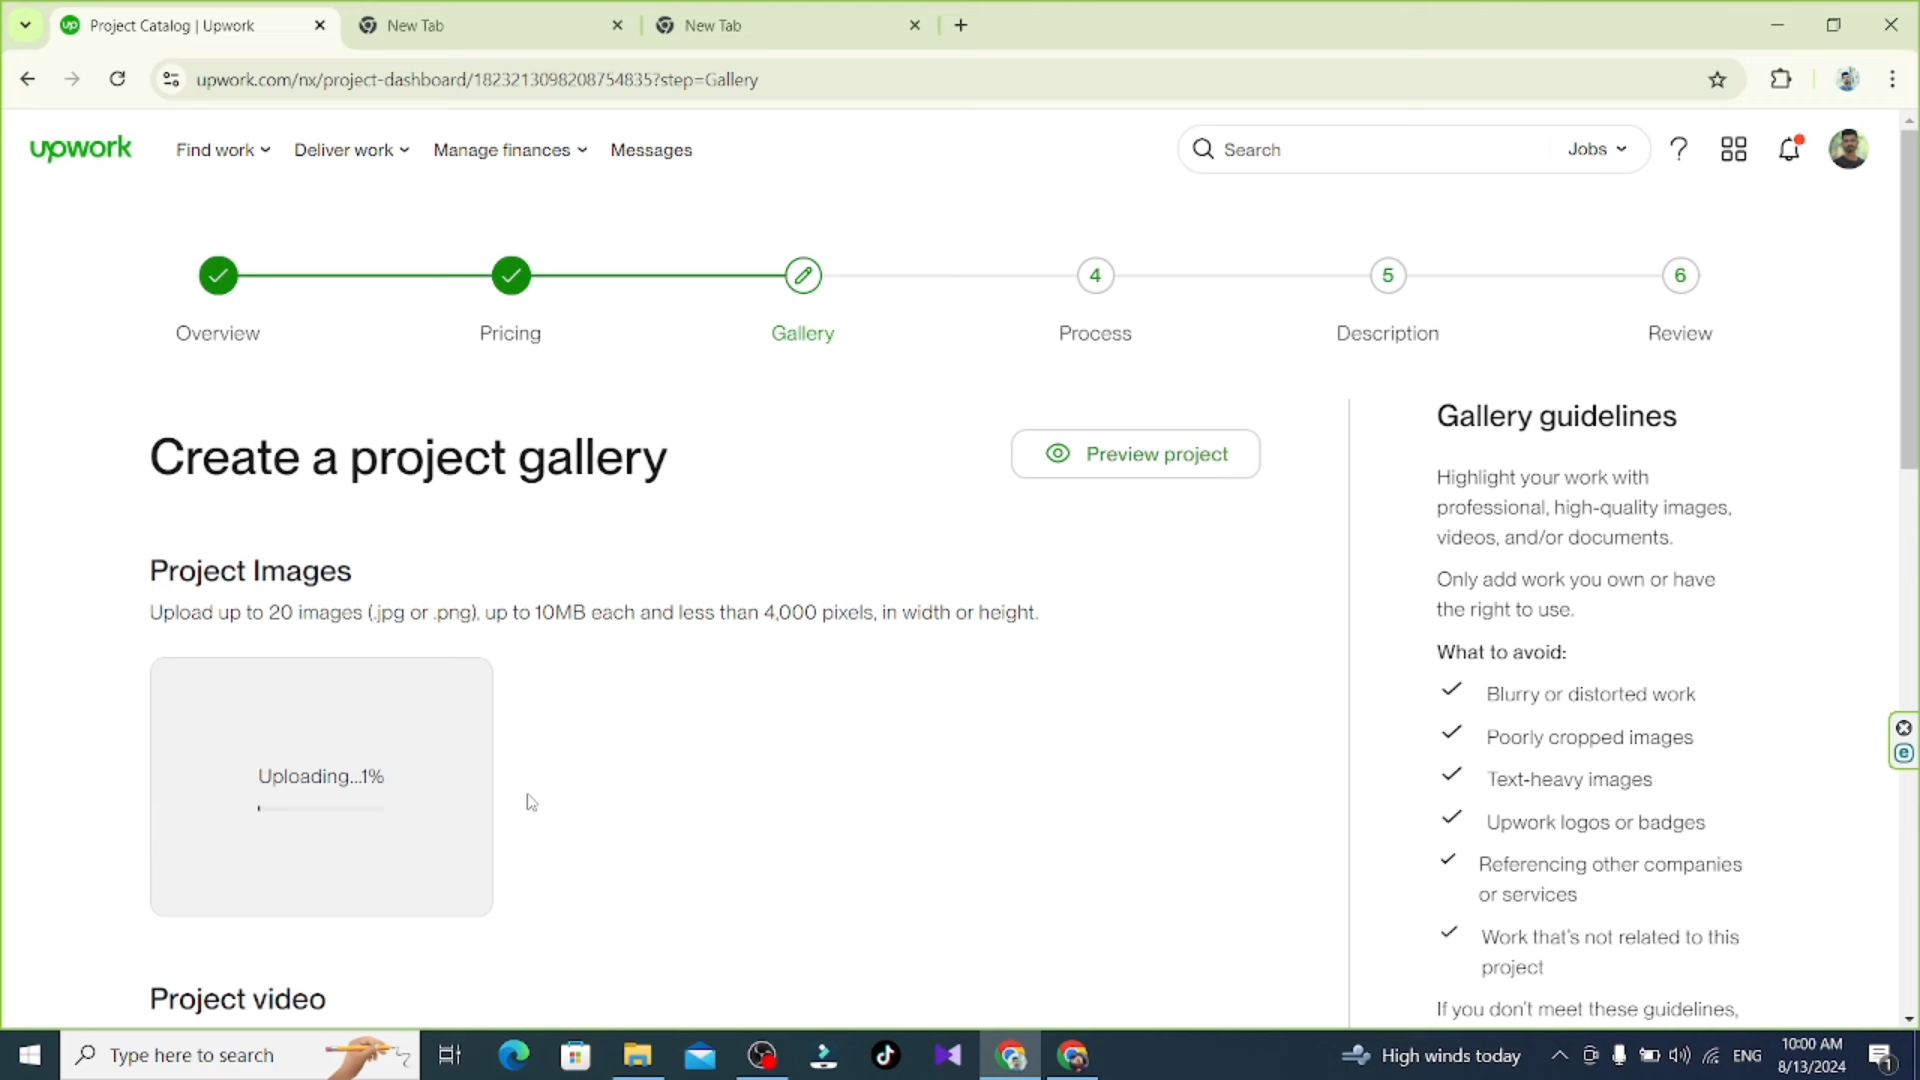 Project Catalog | Upwork
New Tab
New Tab
upwork.com/nx/project-dashboard/1823213098208754835?step=Gallery
upwork
Find work
Deliver work
Manage finances
Messages
Search
Jobs
4
5
6
Overview
Pricing
Gallery
Process
Description
Review
Create a project gallery
Preview project
Project Images
Upload up to 20 images (.jpg or .png), up to 10MB each and less than 4,000 pixels, in width or height.
Uploading...1%
Project video
Gallery guidelines
Highlight your work with
professional, high-quality images,
videos, and/or documents.
Only add work you own or have
the right to use.
What to avoid:
Blurry or distorted work
Poorly cropped images
Text-heavy images
Upwork logos or badges
Referencing other companies
or services
Work that's not related to this
project
If you don't meet these guidelines,
Type here to search
High winds today
ENG
10:00 AM
8/13/2024
1